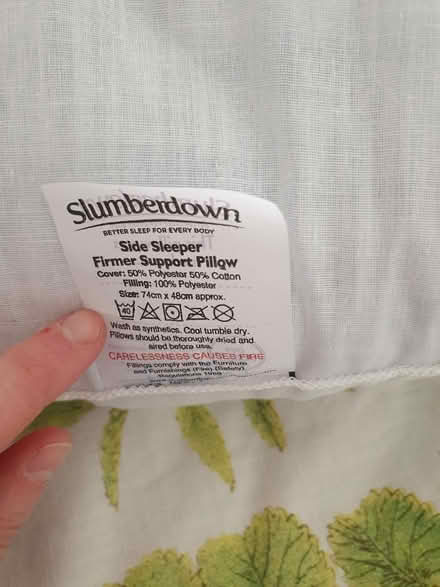 Slumberdown
BETTER SLEEP FOR EVERY BODY
Side Sleeper
Firmer Support Pillow
Cover: 50% Polyester 50% Cotton
Filling: 100% Polyester
Size: 74cm x 48cm approx.
40
Wash as synthetics. Cool tumble dry.
Pillows should be thoroughly dried and
aired before use.
CARELESSNESS CAUSES FIRE
Fillings comply with the Furniture
and Furnishings (Fire) (Safety)
Regulations 1988